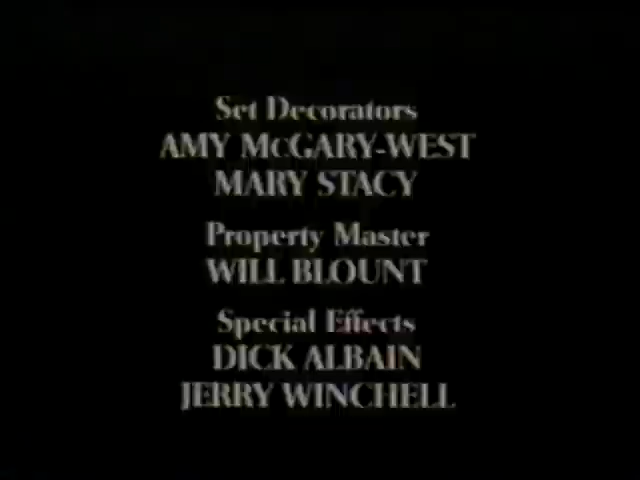 Set Decorators
AMY McGARY-WEST
MARY STACY
Property Master
WILL BLOUNT
Special Effects
DICK ALBAIN
JERRY WINCHELL